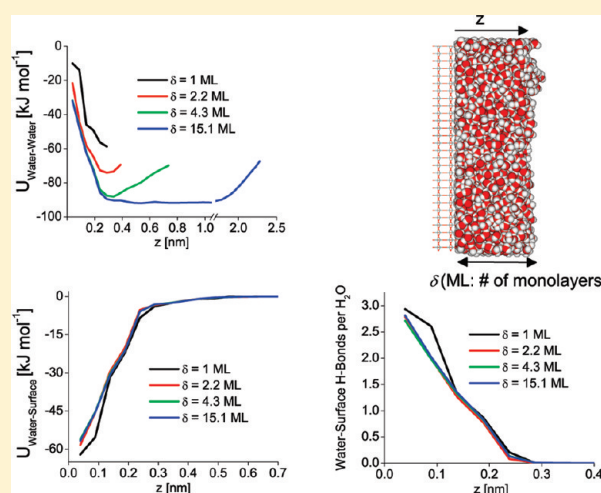 U_Water-Water [kJ mol⁻¹]
0
-20
-40
-60
-80
-100
δ = 1 ML
δ = 2.2 ML
δ = 4.3 ML
δ = 15.1 ML
0.2 0.4 0.6 0.8 1.0 2.0 2.5
z [nm]
z
δ(ML: # of monolayers
U_Water-Surface [kJ mol⁻¹]
0
-15
-30
-45
-60
δ = 1 ML
δ = 2.2 ML
δ = 4.3 ML
δ = 15.1 ML
0.0 0.1 0.2 0.3 0.4 0.5 0.6 0.7
z [nm]
Water-Surface H-Bonds per H₂O
3.0
2.5
2.0
1.5
1.0
0.5
0.0
δ = 1 ML
δ = 2.2 ML
δ = 4.3 ML
δ = 15.1 ML
0.0 0.1 0.2 0.3 0.4
z [nm]